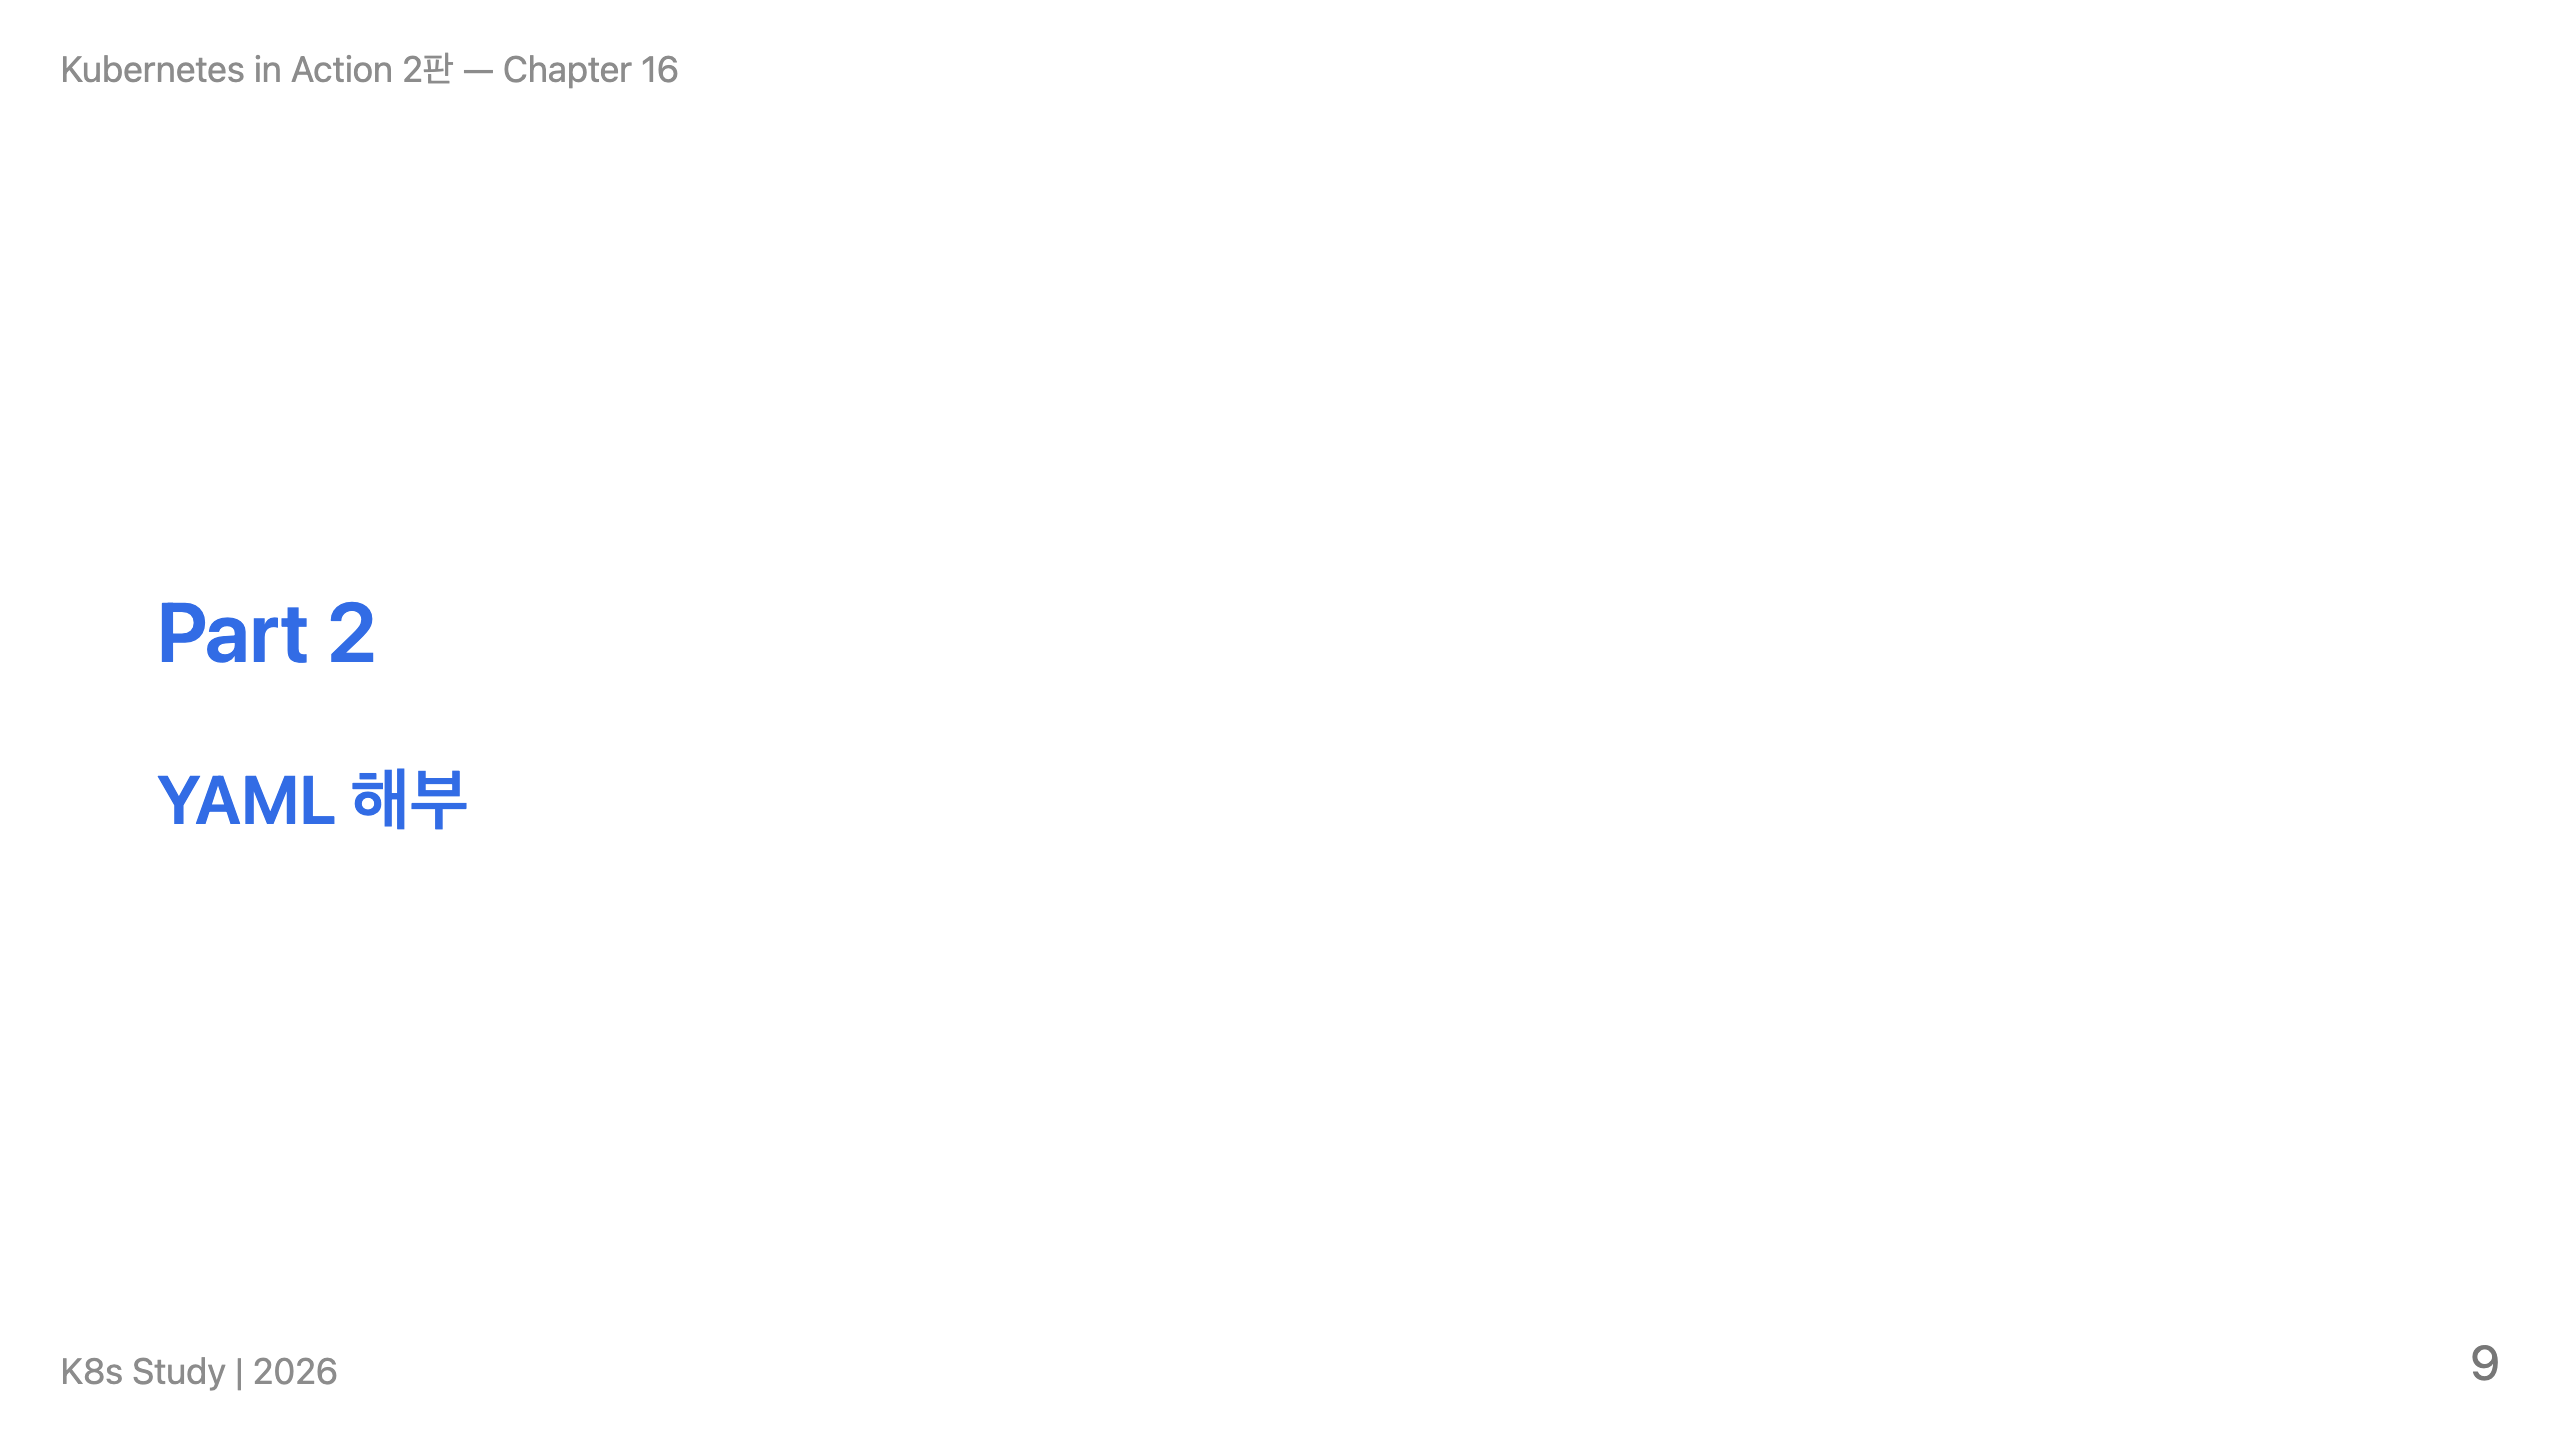 Kubernetes in Action 2판 — Chapter 16
Part 2
YAML 해부
K8s Study | 2026
9